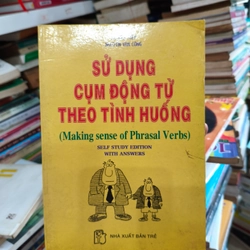 SỬ DỤNG
CỤM ĐỘNG TỪ
THEO TÌNH HUỐNG
(Making sense of Phrasal Verbs)
SELF STUDY EDITION
WITH ANSWERS
NHÀ XUẤT BẢN TRẺ